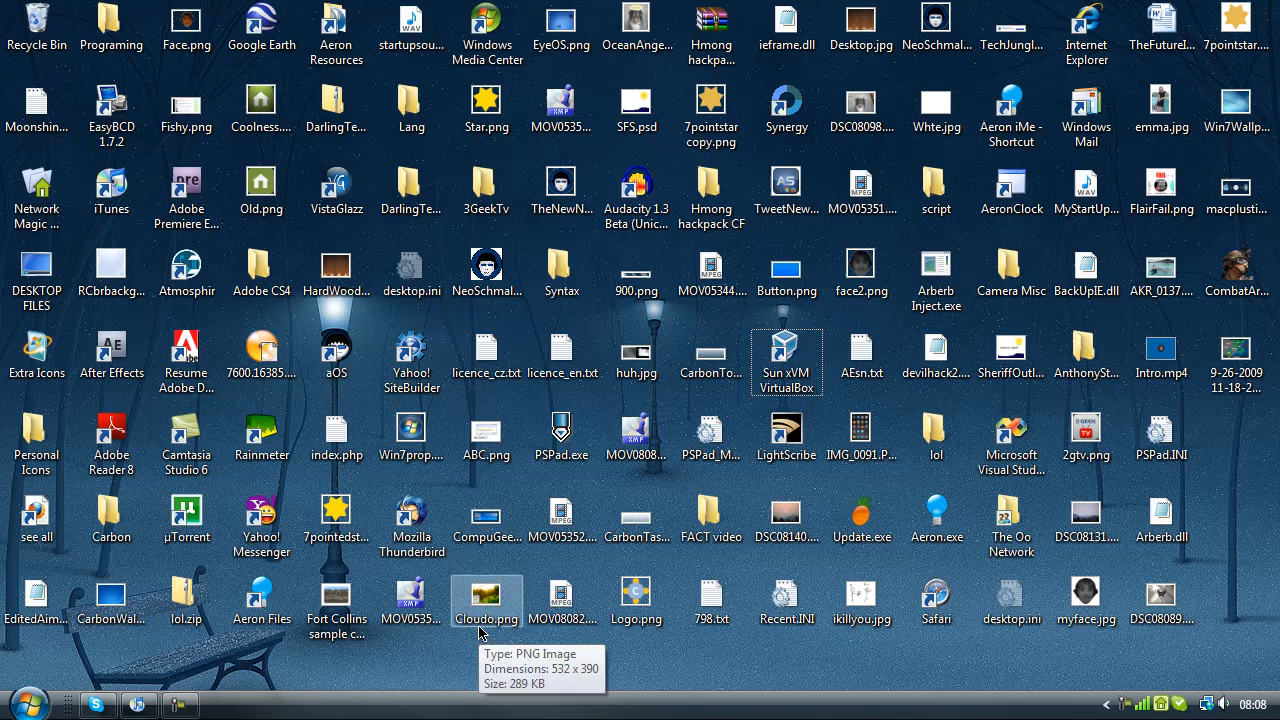 Recycle Bin
Programing
Face.png
Google Earth
Aeron
Resources
startupsou...
Windows
Media Center
EyeOS.png
OceanAnge...
Hmong
hackpa...
ieframe.dll
Desktop.jpg
NeoSchmal...
TechJungl...
Internet
Explorer
TheFutureI...
7pointstar....
Moonshin...
EasyBCD
1.7.2
Fishy.png
Coolness....
DarlingTe...
Lang
Star.png
MOV0535...
SFS.psd
7pointstar
copy.png
Synergy
DSC08098....
Whte.jpg
Aeron iMe -
Shortcut
Windows
Mail
emma.jpg
Win7Wallp...
Network
Magic ...
iTunes
Adobe
Premiere E...
Old.png
VistaGlazz
DarlingTe...
3GeekTv
TheNewN...
Audacity 1.3
Beta (Unic...
Hmong
hackpack CF
TweetNew...
MOV05351....
script
AeronClock
MyStartUp...
FlairFail.png
macplusti...
DESKTOP
FILES
RCbrbackg...
Atmosphir
Adobe CS4
HardWood...
desktop.ini
NeoSchmal...
Syntax
900.png
MOV05344....
Button.png
face2.png
Arberb
Inject.exe
Camera Misc
BackUpIE.dll
AKR_0137....
CombatAr...
Extra Icons
After Effects
Resume
Adobe D...
7600.16385....
aOS
Yahoo!
SiteBuilder
licence_cz.txt
licence_en.txt
huh.jpg
CarbonTo...
Sun xVM
VirtualBox
AEsn.txt
devilhack2....
SheriffOutl...
AnthonySt...
Intro.mp4
9-26-2009
11-18-2...
Personal
Icons
Adobe
Reader 8
Camtasia
Studio 6
Rainmeter
index.php
Win7prop....
ABC.png
PSPad.exe
MOV0808...
PSPad_M...
LightScribe
IMG_0091.P...
lol
Microsoft
Visual Stud...
2gtv.png
PSPad.INI
see all
Carbon
µTorrent
Yahoo!
Messenger
7pointedst...
Mozilla
Thunderbird
CompuGee...
MOV05352....
CarbonTas...
FACT video
DSC08140....
Update.exe
Aeron.exe
The Oo
Network
DSC08131....
Arberb.dll
EditedAim...
CarbonWal...
lol.zip
Aeron Files
Fort Collins
sample c...
MOV0535...
Cloudo.png
MOV08082....
Logo.png
798.txt
Recent.INI
ikillyou.jpg
Safari
desktop.ini
myface.jpg
DSC08089....
Type: PNG Image
Dimensions: 532 x 390
Size: 289 KB
08:08